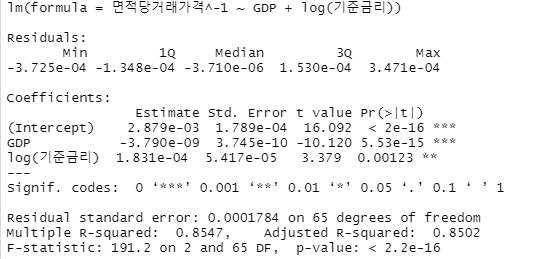 lm(formula = 면적당거래가격^-1 ~ GDP + log(기준금리))
Residuals:
Min 1Q Median 3Q Max
-3.725e-04 -1.348e-04 -3.710e-06 1.530e-04 3.471e-04
Coefficients:
Estimate Std. Error t value Pr(>|t|)
(Intercept) 2.879e-03 1.789e-04 16.092 < 2e-16 ***
GDP -3.790e-09 3.745e-10 -10.120 5.53e-15 ***
log(기준금리) 1.831e-04 5.417e-05 3.379 0.00123 **
---
Signif. codes: 0 ‘***’ 0.001 ‘**’ 0.01 ‘*’ 0.05 ‘.’ 0.1 ‘ ’ 1
Residual standard error: 0.0001784 on 65 degrees of freedom
Multiple R-squared: 0.8547, Adjusted R-squared: 0.8502
F-statistic: 191.2 on 2 and 65 DF, p-value: < 2.2e-16